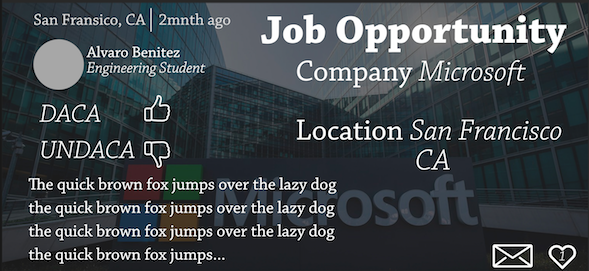 San Fransico, CA | 2mnth ago
Job Opportunity
Alvaro Benitez
Engineering Student
Company Microsoft
DACA
UNDACA
Location San Francisco
CA
The quick brown fox jumps over the lazy dog
the quick brown fox jumps over the lazy dog
the quick brown fox jumps over the lazy dog
the quick brown fox jumps...
Microsoft
1